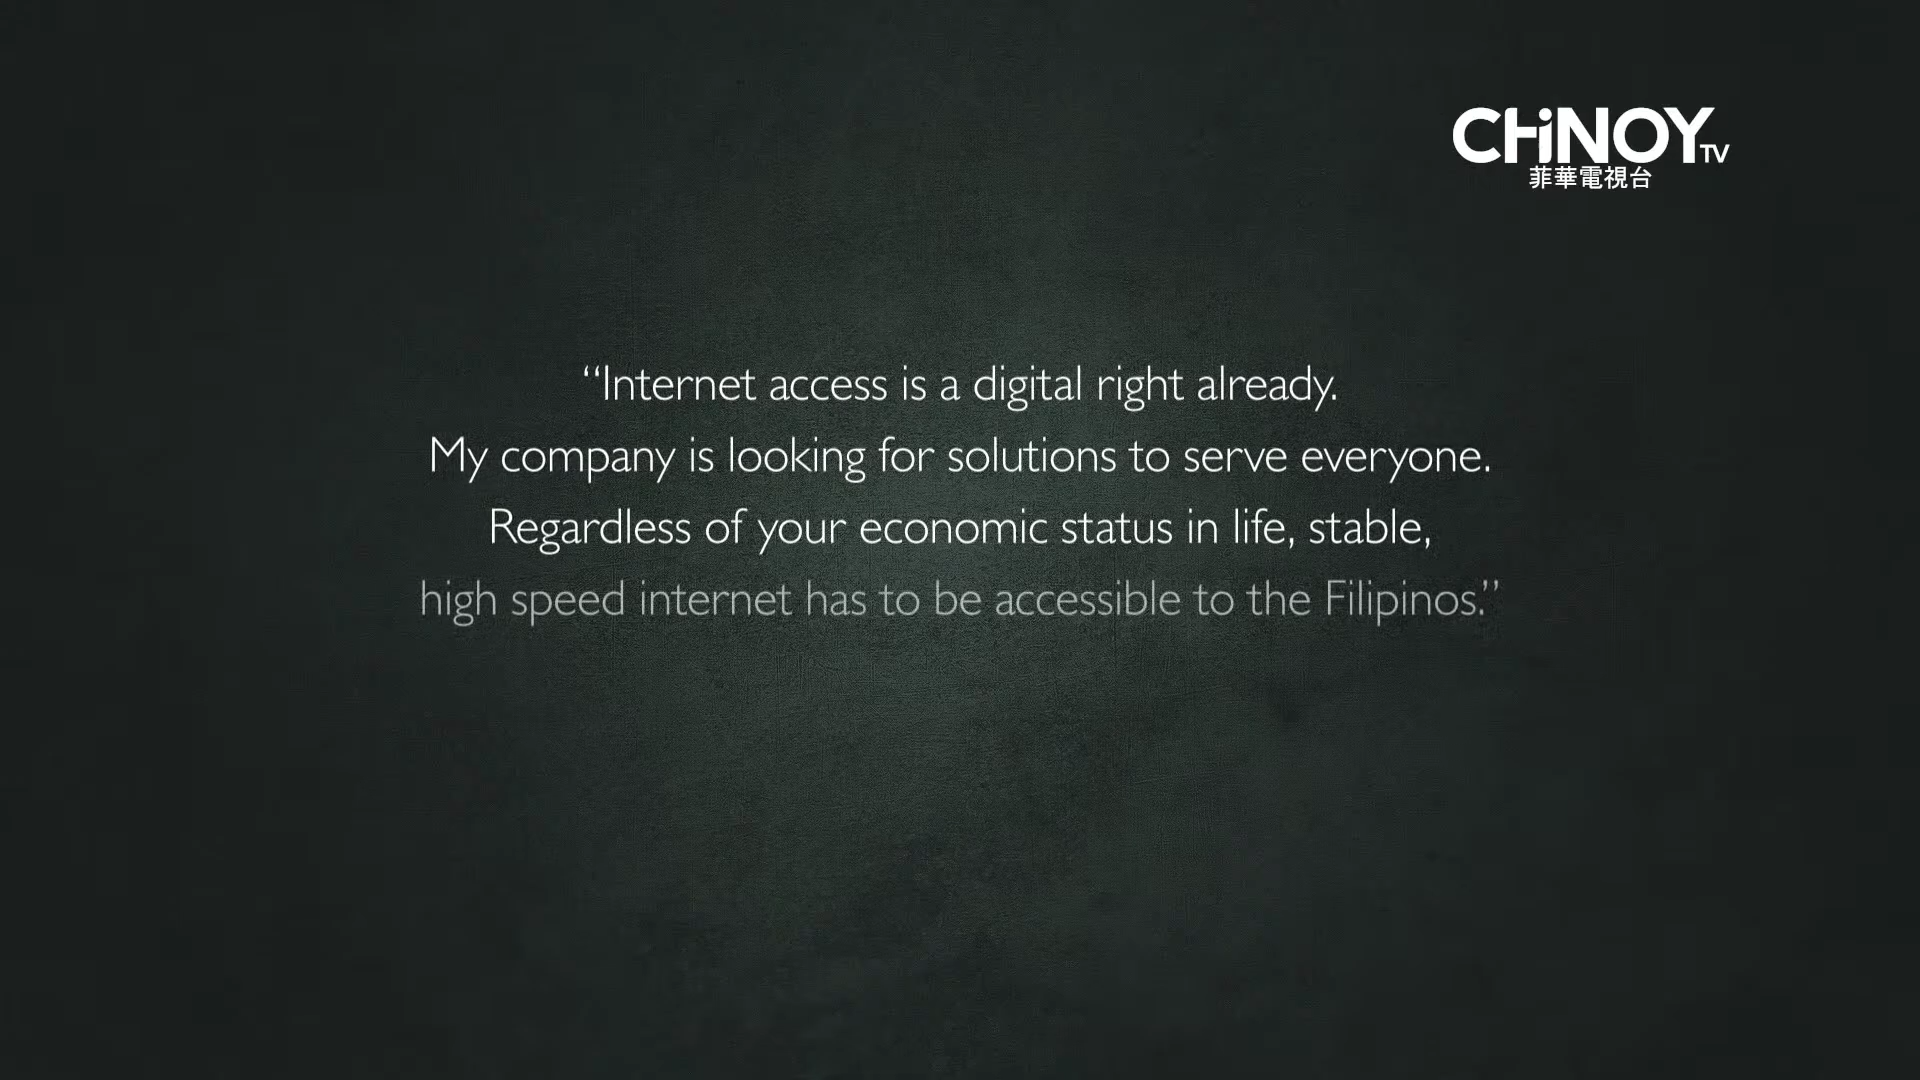 CHiNOY TV
菲華電視台
“Internet access is a digital right already.
My company is looking for solutions to serve everyone.
Regardless of your economic status in life, stable,
high speed internet has to be accessible to the Filipinos.”